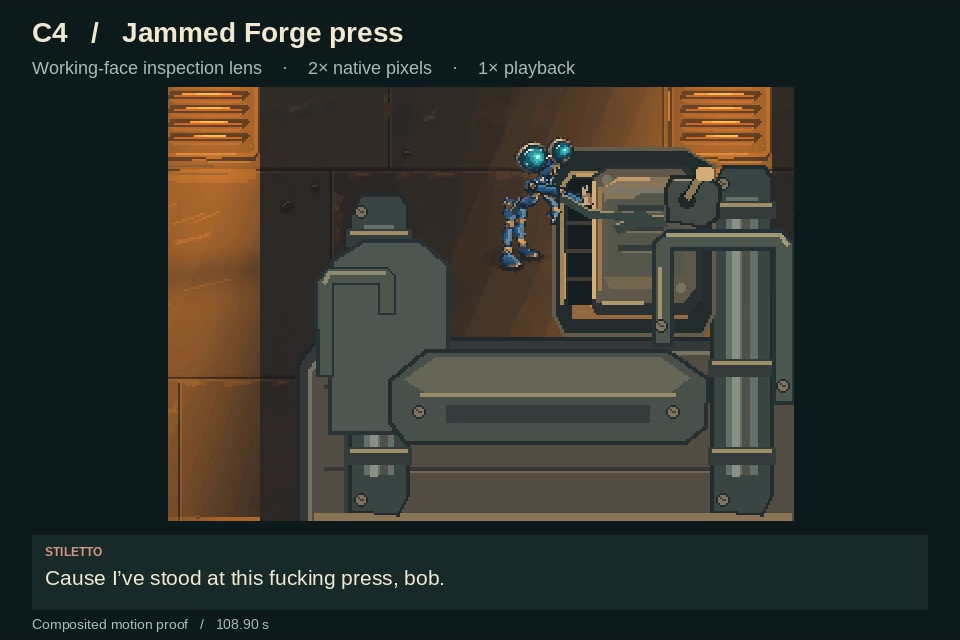 C4 / Jammed Forge press
Working-face inspection lens · 2× native pixels · 1× playback
STILETTO
Cause I’ve stood at this fucking press, bob.
Composited motion proof / 108.90 s